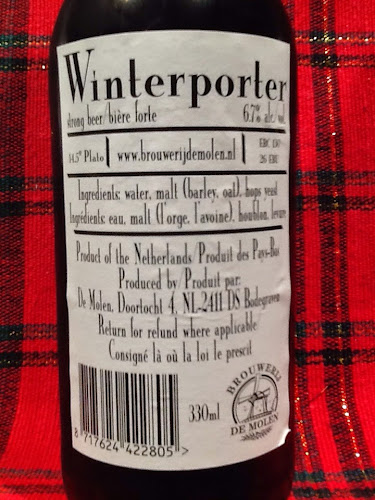 Winterporter
strong beer/bière forte 6.7% alc. vol.
14.5° Plato www.brouwerijdemolen.nl EBC 130
26 EBU
Ingredients: water, malt (barley, oat), hops yeast
Ingrédients: eau, malt (l'orge, l'avoine), houblon, levure
Product of the Netherlands/Produit des Pays-Bas
Produced by/Produit par:
De Molen, Doortocht 4, NL-2411 DS Bodegraven
Return for refund where applicable
Consigné là où la loi le prescit
330ml
BROUWERIJ
DE MOLEN
8 717624 422805 >